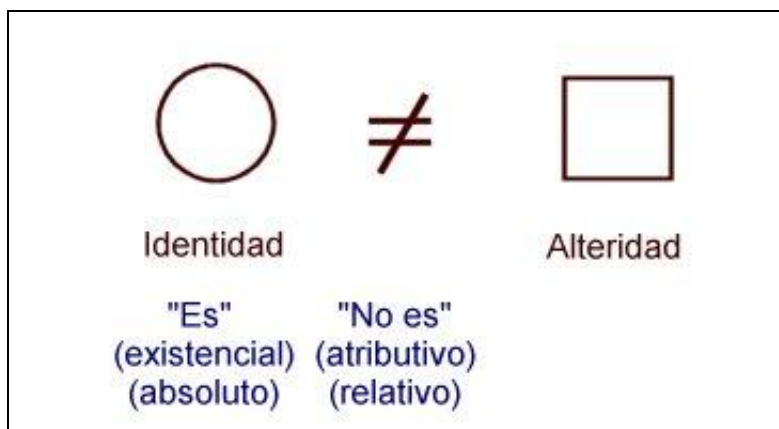 ≠
Identidad Alteridad
"Es" "No es"
(existencial) (atributivo)
(absoluto) (relativo)